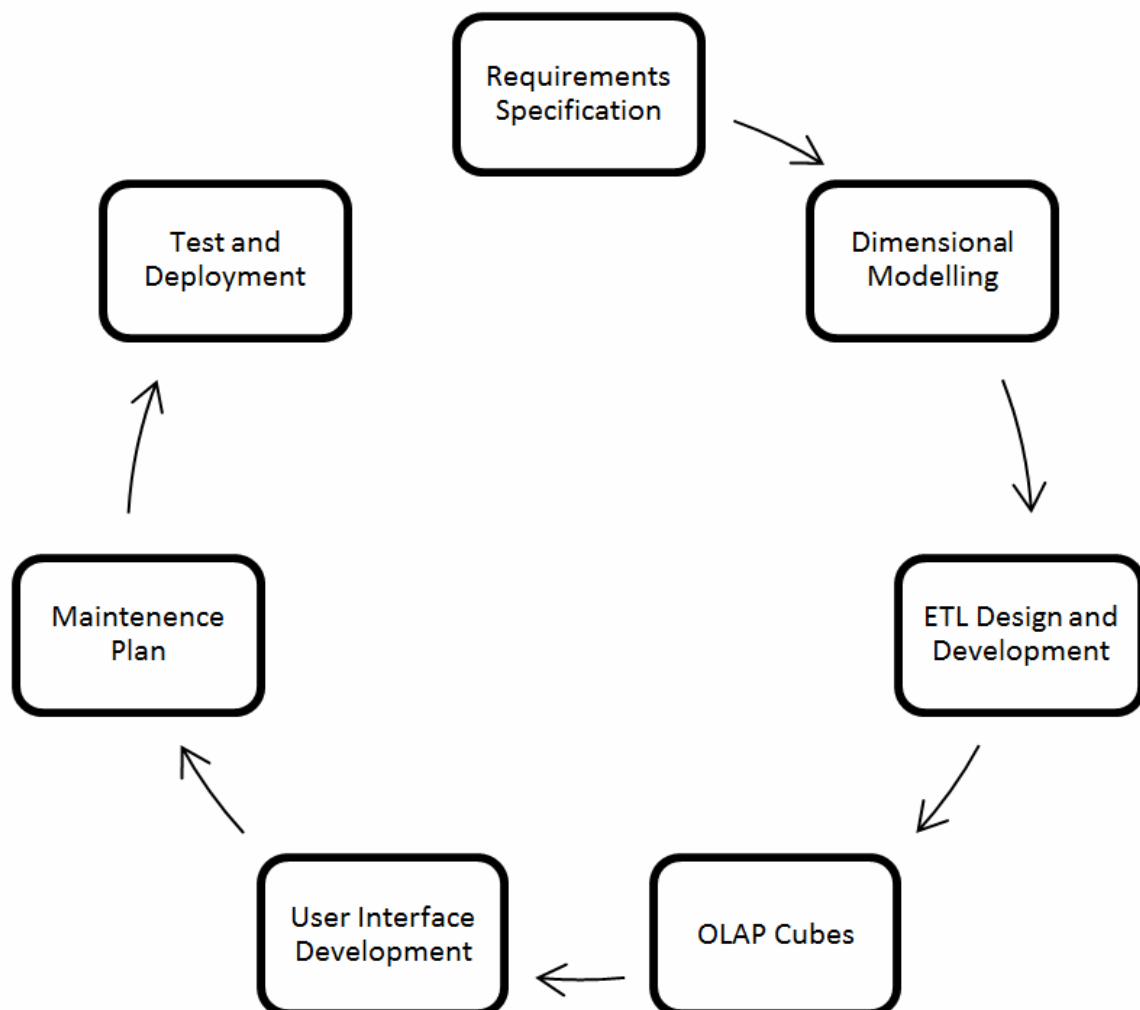 Requirements
Specification
Dimensional
Modelling
ETL Design and
Development
OLAP Cubes
User Interface
Development
Maintenence
Plan
Test and
Deployment